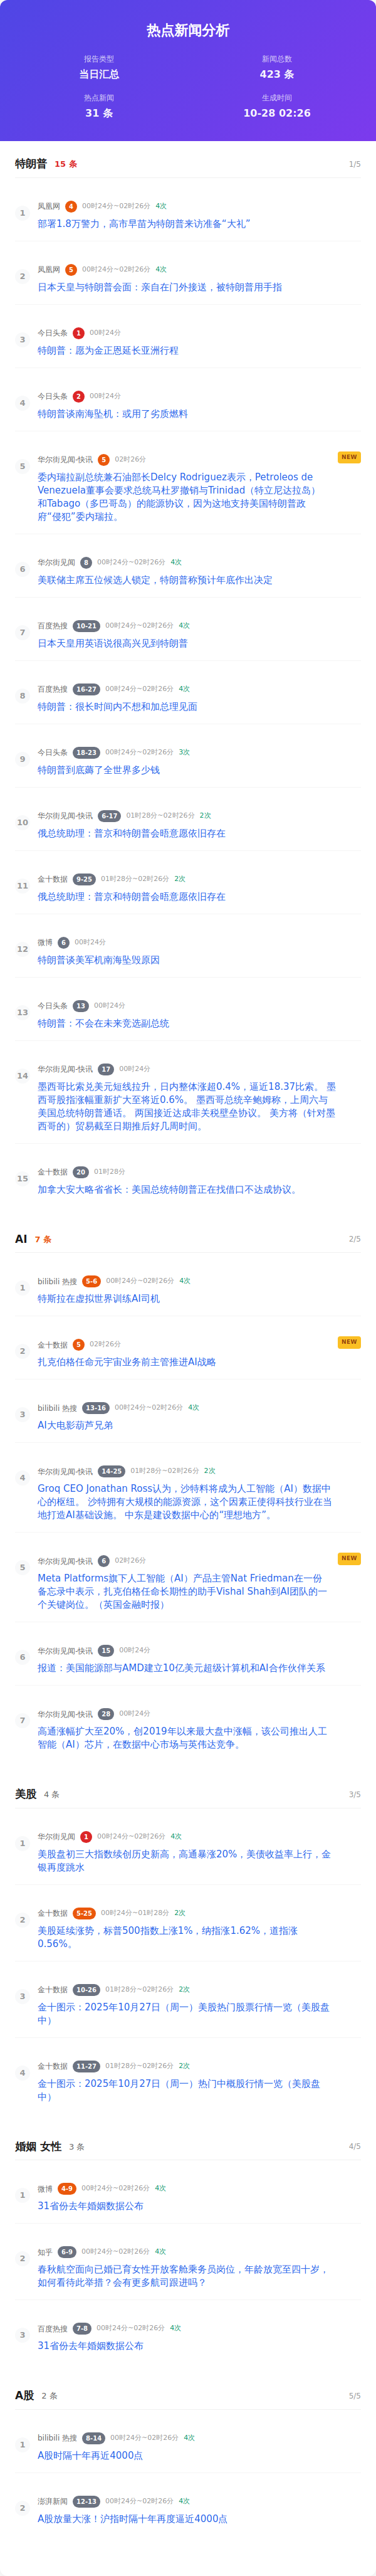 热点新闻分析
报告类型
当日汇总
新闻总数
423 条
热点新闻
31 条
生成时间
10-28 02:26
特朗普 15 条 1/5
1
凤凰网 4 00时24分~02时26分 4次
部署1.8万警力，高市早苗为特朗普来访准备“大礼”
2
凤凰网 5 00时24分~02时26分 4次
日本天皇与特朗普会面：亲自在门外接送，被特朗普用手指
3
今日头条 1 00时24分
特朗普：愿为金正恩延长亚洲行程
4
今日头条 2 00时24分
特朗普谈南海坠机：或用了劣质燃料
5
华尔街见闻-快讯 5 02时26分 NEW
委内瑞拉副总统兼石油部长Delcy Rodriguez表示，Petroleos de
Venezuela董事会要求总统马杜罗撤销与Trinidad（特立尼达拉岛）
和Tabago（多巴哥岛）的能源协议，因为这地支持美国特朗普政
府“侵犯”委内瑞拉。
6
华尔街见闻 8 00时24分~02时26分 4次
美联储主席五位候选人锁定，特朗普称预计年底作出决定
7
百度热搜 10-21 00时24分~02时26分 4次
日本天皇用英语说很高兴见到特朗普
8
百度热搜 16-27 00时24分~02时26分 4次
特朗普：很长时间内不想和加总理见面
9
今日头条 18-23 00时24分~02时26分 3次
特朗普到底薅了全世界多少钱
10
华尔街见闻-快讯 6-17 01时28分~02时26分 2次
俄总统助理：普京和特朗普会晤意愿依旧存在
11
金十数据 9-25 01时28分~02时26分 2次
俄总统助理：普京和特朗普会晤意愿依旧存在
12
微博 6 00时24分
特朗普谈美军机南海坠毁原因
13
今日头条 13 00时24分
特朗普：不会在未来竞选副总统
14
华尔街见闻-快讯 17 00时24分
墨西哥比索兑美元短线拉升，日内整体涨超0.4%，逼近18.37比索。 墨
西哥股指涨幅重新扩大至将近0.6%。 墨西哥总统辛鲍姆称，上周六与
美国总统特朗普通话。 两国接近达成非关税壁垒协议。 美方将（针对墨
西哥的）贸易截至日期推后好几周时间。
15
金十数据 20 01时28分
加拿大安大略省省长：美国总统特朗普正在找借口不达成协议。
AI 7 条 2/5
1
bilibili 热搜 5-6 00时24分~02时26分 4次
特斯拉在虚拟世界训练AI司机
2
金十数据 5 02时26分 NEW
扎克伯格任命元宇宙业务前主管推进AI战略
3
bilibili 热搜 13-16 00时24分~02时26分 4次
AI大电影葫芦兄弟
4
华尔街见闻-快讯 14-25 01时28分~02时26分 2次
Groq CEO Jonathan Ross认为，沙特料将成为人工智能（AI）数据中
心的枢纽。 沙特拥有大规模的能源资源，这个因素正使得科技行业在当
地打造AI基础设施。 中东是建设数据中心的“理想地方”。
5
华尔街见闻-快讯 6 02时26分 NEW
Meta Platforms旗下人工智能（AI）产品主管Nat Friedman在一份
备忘录中表示，扎克伯格任命长期性的助手Vishal Shah到AI团队的一
个关键岗位。（英国金融时报）
6
华尔街见闻-快讯 15 00时24分
报道：美国能源部与AMD建立10亿美元超级计算机和AI合作伙伴关系
7
华尔街见闻-快讯 28 00时24分
高通涨幅扩大至20%，创2019年以来最大盘中涨幅，该公司推出人工
智能（AI）芯片，在数据中心市场与英伟达竞争。
美股 4 条 3/5
1
华尔街见闻 1 00时24分~02时26分 4次
美股盘初三大指数续创历史新高，高通暴涨20%，美债收益率上行，金
银再度跳水
2
金十数据 5-25 00时24分~01时28分 2次
美股延续涨势，标普500指数上涨1%，纳指涨1.62%，道指涨
0.56%。
3
金十数据 10-26 01时28分~02时26分 2次
金十图示：2025年10月27日（周一）美股热门股票行情一览（美股盘
中）
4
金十数据 11-27 01时28分~02时26分 2次
金十图示：2025年10月27日（周一）热门中概股行情一览（美股盘
中）
婚姻 女性 3 条 4/5
1
微博 4-9 00时24分~02时26分 4次
31省份去年婚姻数据公布
2
知乎 6-9 00时24分~02时26分 4次
春秋航空面向已婚已育女性开放客舱乘务员岗位，年龄放宽至四十岁，
如何看待此举措？会有更多航司跟进吗？
3
百度热搜 7-8 00时24分~02时26分 4次
31省份去年婚姻数据公布
A股 2 条 5/5
1
bilibili 热搜 8-14 00时24分~02时26分 4次
A股时隔十年再近4000点
2
澎湃新闻 12-13 00时24分~02时26分 4次
A股放量大涨！沪指时隔十年再度逼近4000点